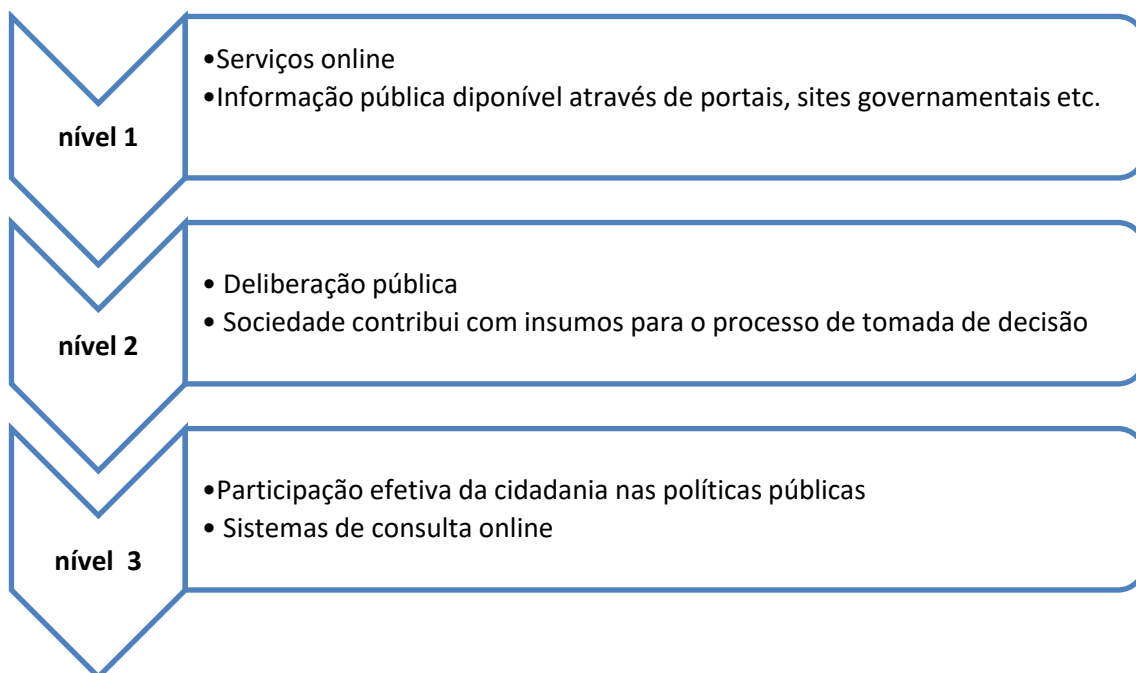 nível 1
•Serviços online
•Informação pública diponível através de portais, sites governamentais etc.
nível 2
• Deliberação pública
• Sociedade contribui com insumos para o processo de tomada de decisão
nível 3
•Participação efetiva da cidadania nas políticas públicas
• Sistemas de consulta online